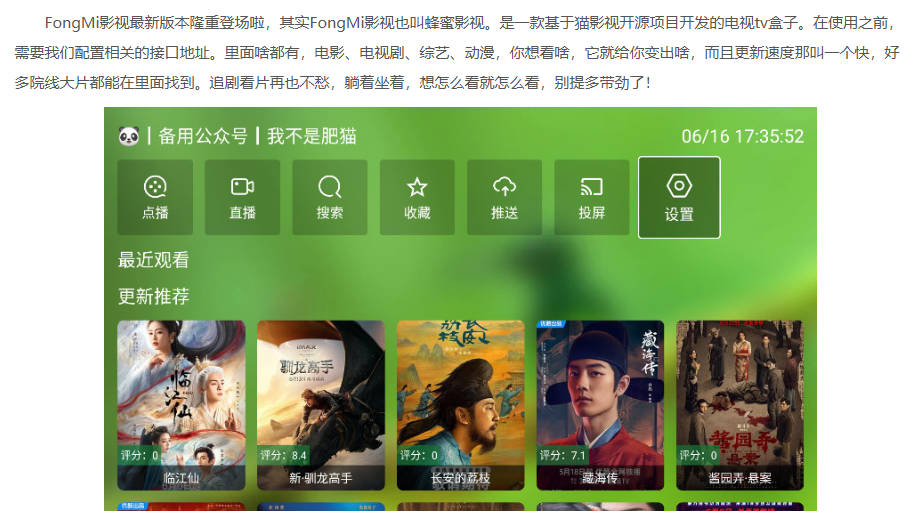 FongMi影视最新版本隆重登场啦，其实FongMi影视也叫蜂蜜影视。是一款基于猫影视开源项目开发的电视tv盒子。在使用之前，
需要我们配置相关的接口地址。里面啥都有，电影、电视剧、综艺、动漫，你想看啥，它就给你变出啥，而且更新速度那叫一个快，好
多院线大片都能在里面找到。追剧看片再也不愁，躺着坐着，想怎么看就怎么看，别提多带劲了！
备用公众号┃我不是肥猫 06/16 17:35:52
点播 直播 搜索 收藏 推送 投屏 设置
最近观看
更新推荐
临江仙
IMAX
驯龙高手
长安的荔枝
优酷出品
藏海传
酱园弄
悬案
评分：0 评分：8.4 评分：0 评分：7.1 评分：0
临江仙 新·驯龙高手 长安的荔枝 藏海传 酱园弄·悬案
优酷出品